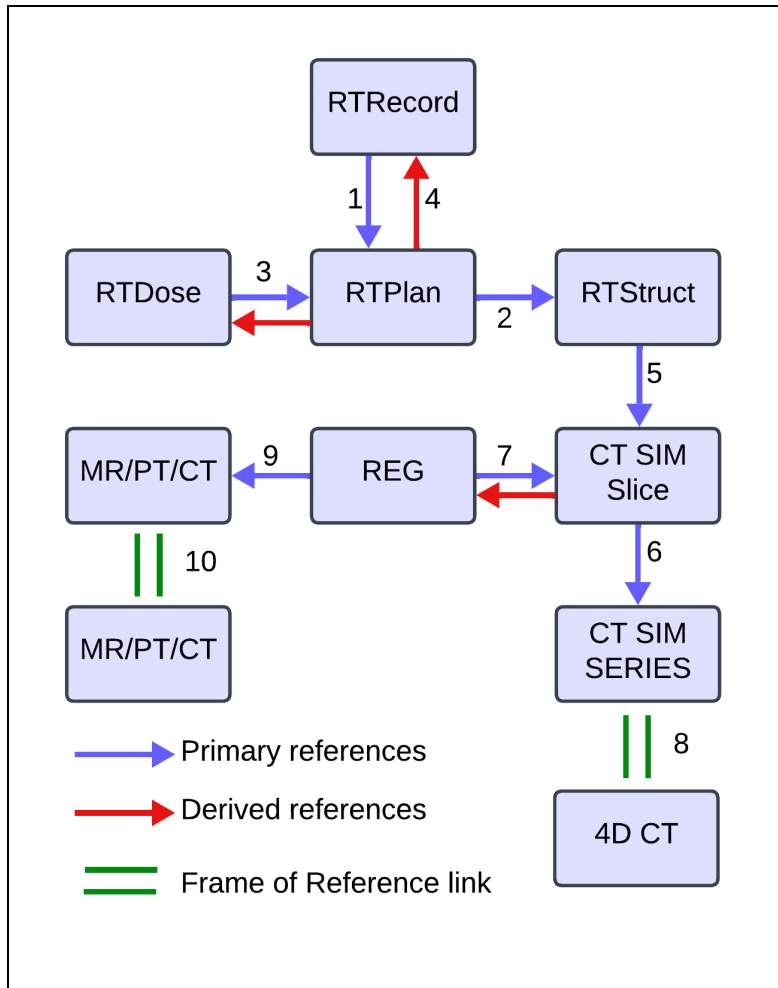 RTRecord
1
4
RTDose
3
RTPlan
2
RTStruct
5
MR/PT/CT
9
REG
7
CT SIM
Slice
10
6
MR/PT/CT
CT SIM
SERIES
8
Primary references
Derived references
4D CT
Frame of Reference link